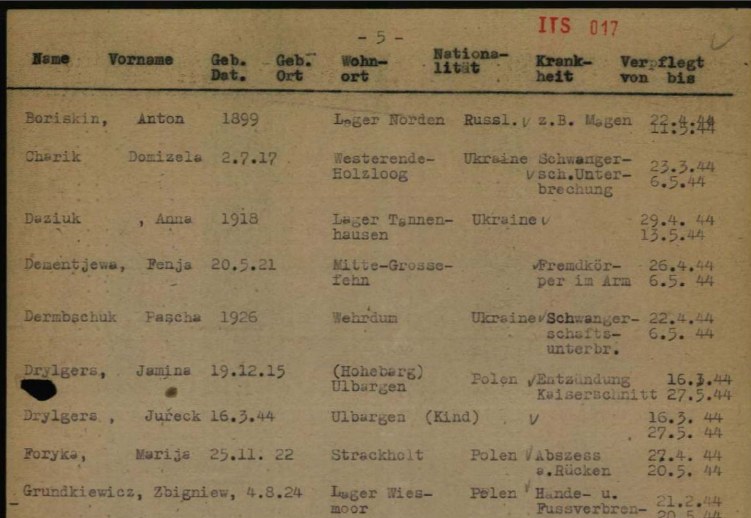 ITS 017
- 5 -
Name Vorname Geb. Dat. Geb. Ort Wohn- ort Nationa- lität Krank- heit Verpflegt von bis
Boriskin, Anton 1899 Lager Norden Russl. z.B. Magen 22.4.44
11.5.44
Charik Domizela 2.7.17 Westerende- Ukraine Schwanger-
Holzloog sch.Unter- 23.3.44
brechung 6.5.44
Daziuk , Anna 1918 Lager Tannen- Ukraine 29.4. 44
hausen 13.5.44
Dementjewa, Fenja 20.5.21 Mitte-Grosse- Fremdkör- 26.4.44
fehn per im Arm 6.5. 44
Dermbschuk Pascha 1926 Wehrdum Ukraine Schwanger- 22.4.44
schafts- 6.5. 44
unterbr.
Drylgers, Jamina 19.12.15 (Hoheberg) Polen Entzündung 16.3.44
Ulbargen Kaiserschnitt 27.5.44
Drylgers , Jureck 16.3.44 Ulbargen (Kind) 16.3. 44
27.5. 44
Foryka, Marija 25.11. 22 Strackholt Polen Abszess 27.4. 44
a.Rücken 20.5. 44
Grundkiewicz, Zbigniew, 4.8.24 Lager Wies- Polen Hände- u.
moor Fussverbren- 21.2.44
20.5.44